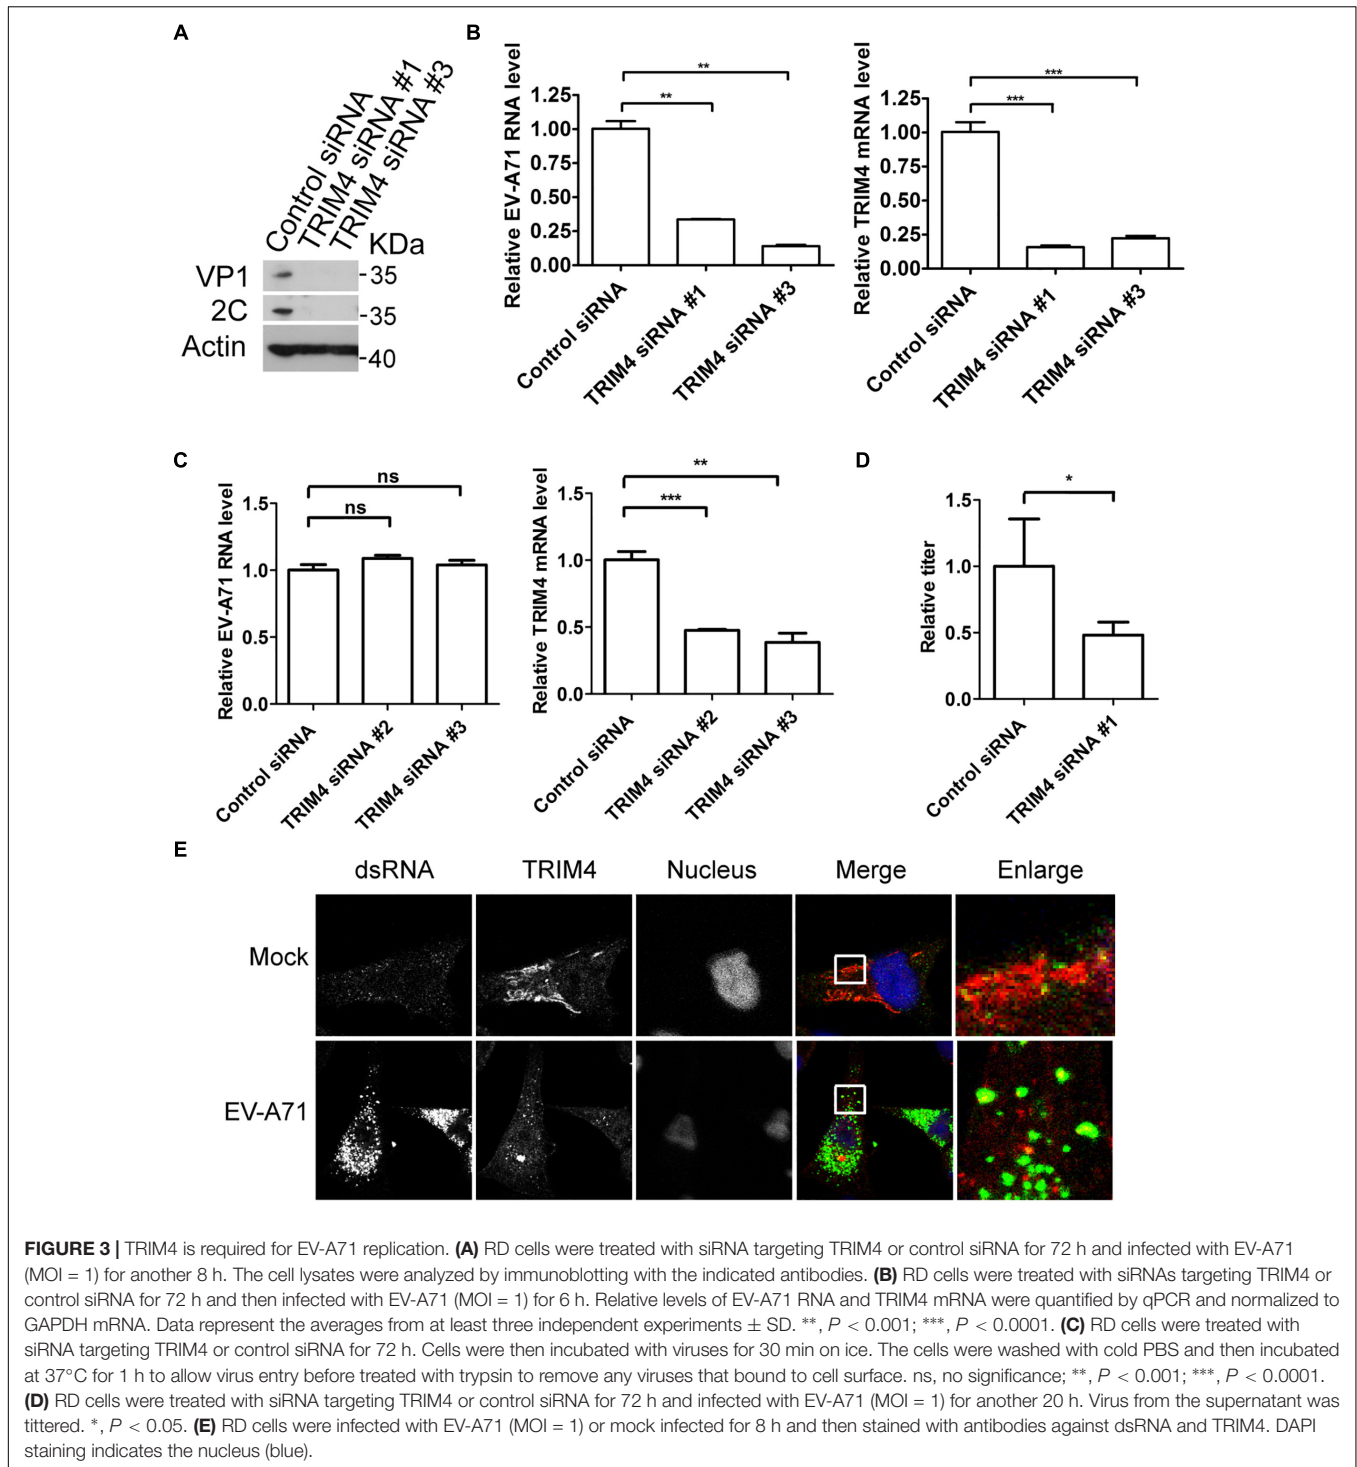 A
Control siRNA
TRIM4 siRNA #1
TRIM4 siRNA #3
KDa
VP1
-35
2C
-35
Actin
-40
B
Relative EV-A71 RNA level
1.25
1.00
0.75
0.50
0.25
0.00
**
**
Control siRNA
TRIM4 siRNA #1
TRIM4 siRNA #3
Relative TRIM4 mRNA level
1.25
1.00
0.75
0.50
0.25
0.00
***
***
Control siRNA
TRIM4 siRNA #1
TRIM4 siRNA #3
C
Relative EV-A71 RNA level
1.5
1.0
0.5
0.0
ns
ns
Control siRNA
TRIM4 siRNA #2
TRIM4 siRNA #3
Relative TRIM4 mRNA level
1.5
1.0
0.5
0.0
**
***
Control siRNA
TRIM4 siRNA #2
TRIM4 siRNA #3
D
Relative titer
1.5
1.0
0.5
0.0
*
Control siRNA
TRIM4 siRNA #1
E
dsRNA TRIM4 Nucleus Merge Enlarge
Mock
EV-A71
FIGURE 3 | TRIM4 is required for EV-A71 replication. (A) RD cells were treated with siRNA targeting TRIM4 or control siRNA for 72 h and infected with EV-A71
(MOI = 1) for another 8 h. The cell lysates were analyzed by immunoblotting with the indicated antibodies. (B) RD cells were treated with siRNAs targeting TRIM4 or
control siRNA for 72 h and then infected with EV-A71 (MOI = 1) for 6 h. Relative levels of EV-A71 RNA and TRIM4 mRNA were quantified by qPCR and normalized to
GAPDH mRNA. Data represent the averages from at least three independent experiments ± SD. **, P < 0.001; ***, P < 0.0001. (C) RD cells were treated with
siRNA targeting TRIM4 or control siRNA for 72 h. Cells were then incubated with viruses for 30 min on ice. The cells were washed with cold PBS and then incubated
at 37°C for 1 h to allow virus entry before treated with trypsin to remove any viruses that bound to cell surface. ns, no significance; **, P < 0.001; ***, P < 0.0001.
(D) RD cells were treated with siRNA targeting TRIM4 or control siRNA for 72 h and infected with EV-A71 (MOI = 1) for another 20 h. Virus from the supernatant was
tittered. *, P < 0.05. (E) RD cells were infected with EV-A71 (MOI = 1) or mock infected for 8 h and then stained with antibodies against dsRNA and TRIM4. DAPI
staining indicates the nucleus (blue).